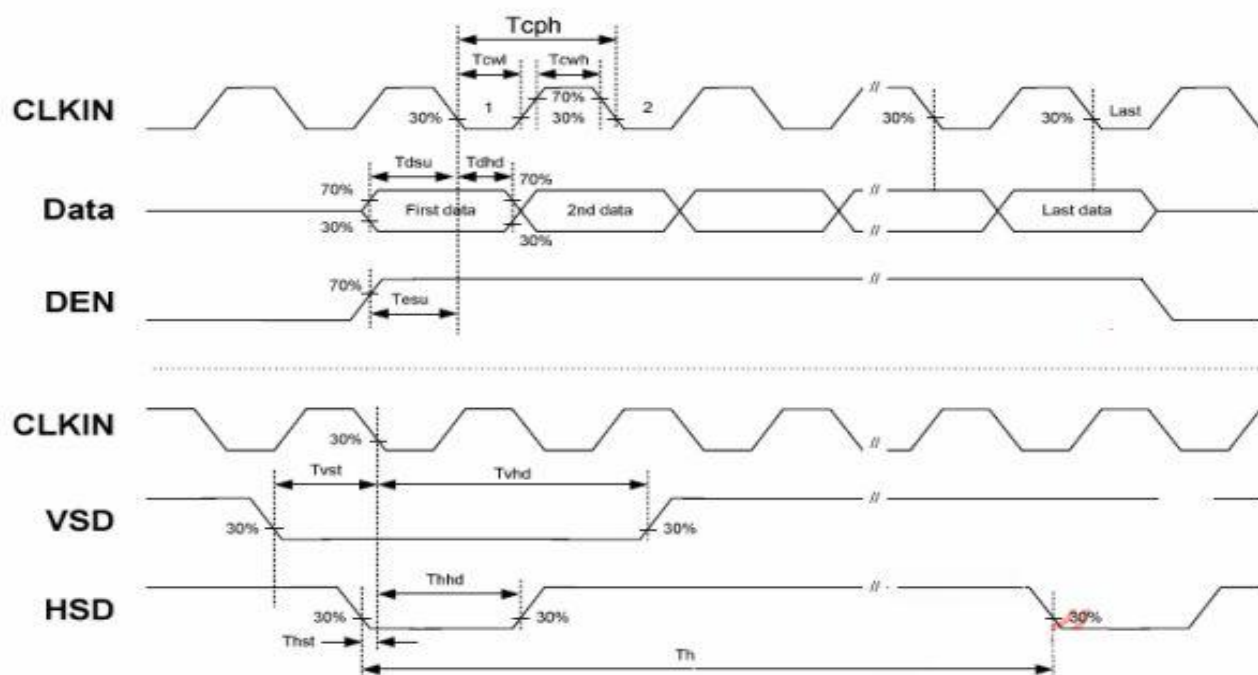 Tcph
Tcwl Tcwh
CLKIN 30% 1 70% 30% 2 // 30% 30% Last
Tdsu Tdhd
70% 70%
Data First data 2nd data // Last data
30% 30% //
DEN 70% //
Tesu
CLKIN 30% //
Tvst Tvhd
VSD 30% 30% //
Thhd
HSD 30% 30% // 30%
Thst
Th